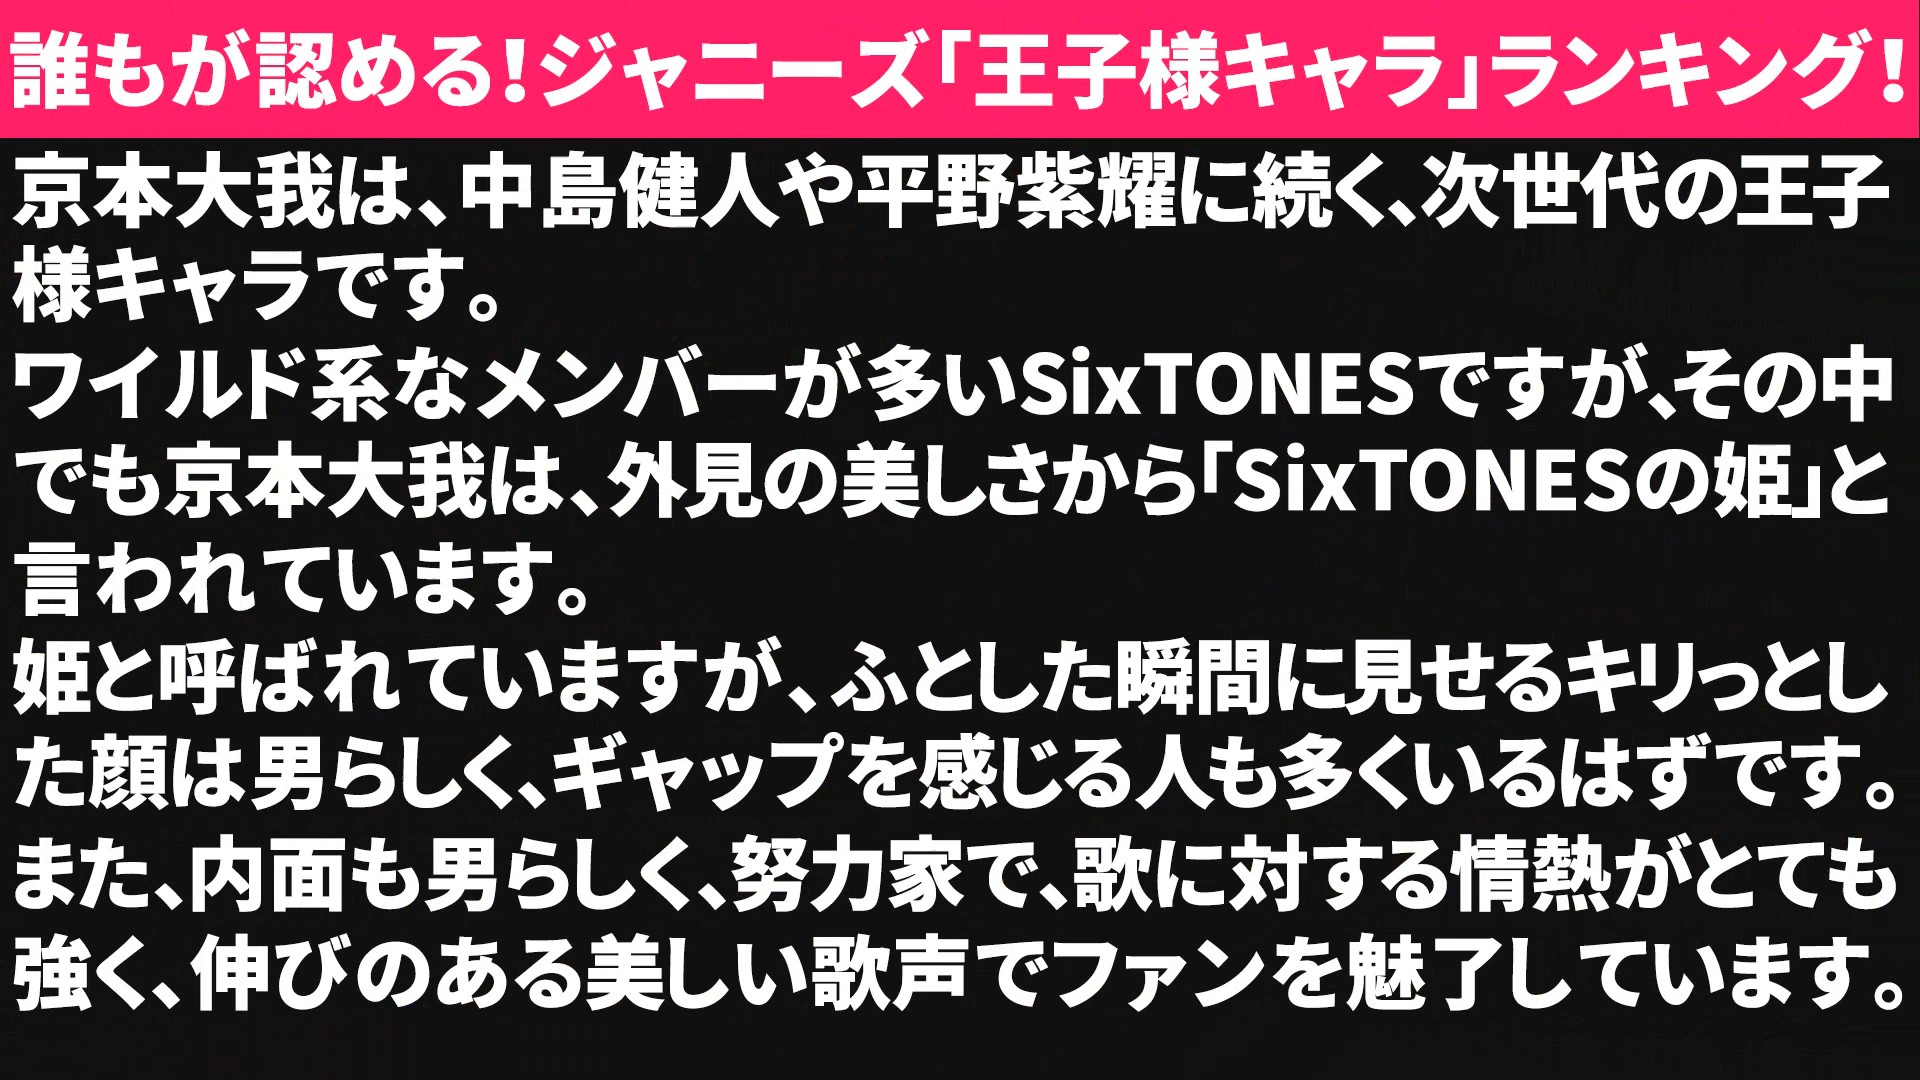 誰もが認める！ジャニーズ「王子様キャラ」ランキング！
京本大我は、中島健人や平野紫耀に続く、次世代の王子
様キャラです。
ワイルド系なメンバーが多いSixTONESですが、その中
でも京本大我は、外見の美しさから「SixTONESの姫」と
言われています。
姫と呼ばれていますが、ふとした瞬間に見せるキリっとし
た顔は男らしく、ギャップを感じる人も多くいるはずです。
また、内面も男らしく、努力家で、歌に対する情熱がとても
強く、伸びのある美しい歌声でファンを魅了しています。